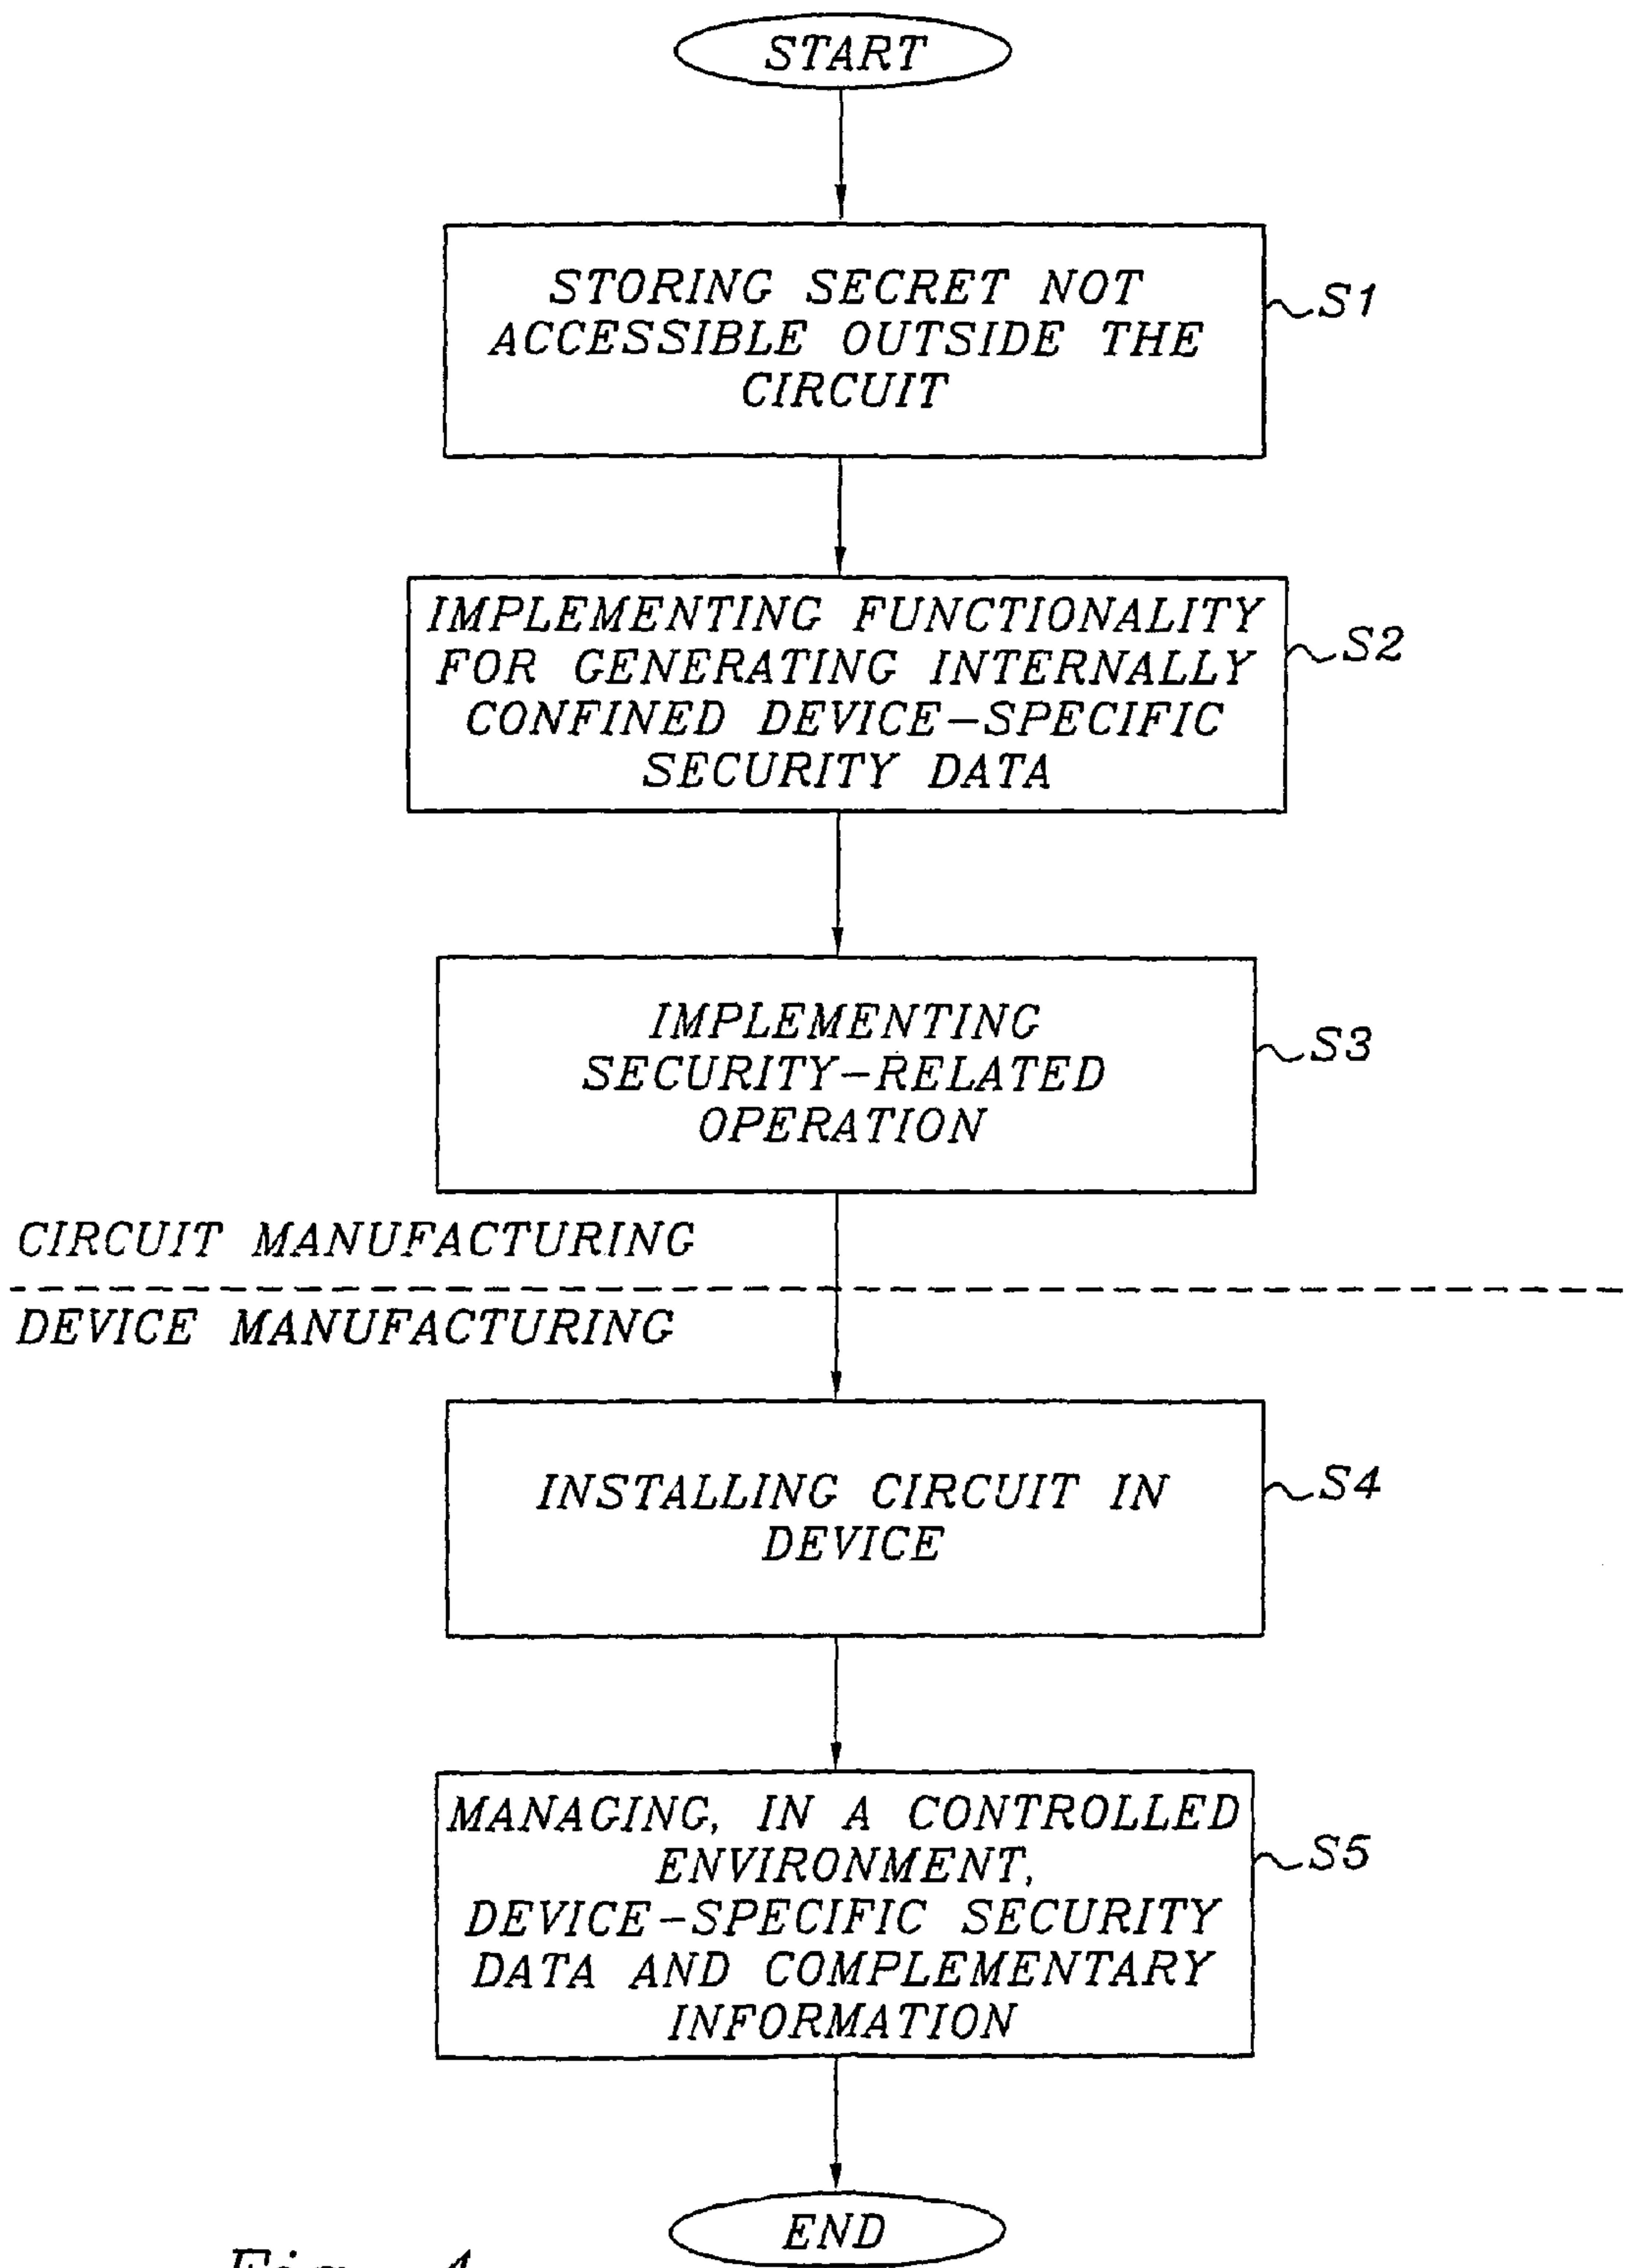 START
STORING SECRET NOT
ACCESSIBLE OUTSIDE THE
CIRCUIT
S1
IMPLEMENTING FUNCTIONALITY
FOR GENERATING INTERNALLY
CONFINED DEVICE-SPECIFIC
SECURITY DATA
S2
IMPLEMENTING
SECURITY-RELATED
OPERATION
S3
CIRCUIT MANUFACTURING
DEVICE MANUFACTURING
INSTALLING CIRCUIT IN
DEVICE
S4
MANAGING, IN A CONTROLLED
ENVIRONMENT,
DEVICE-SPECIFIC SECURITY
DATA AND COMPLEMENTARY
INFORMATION
S5
END